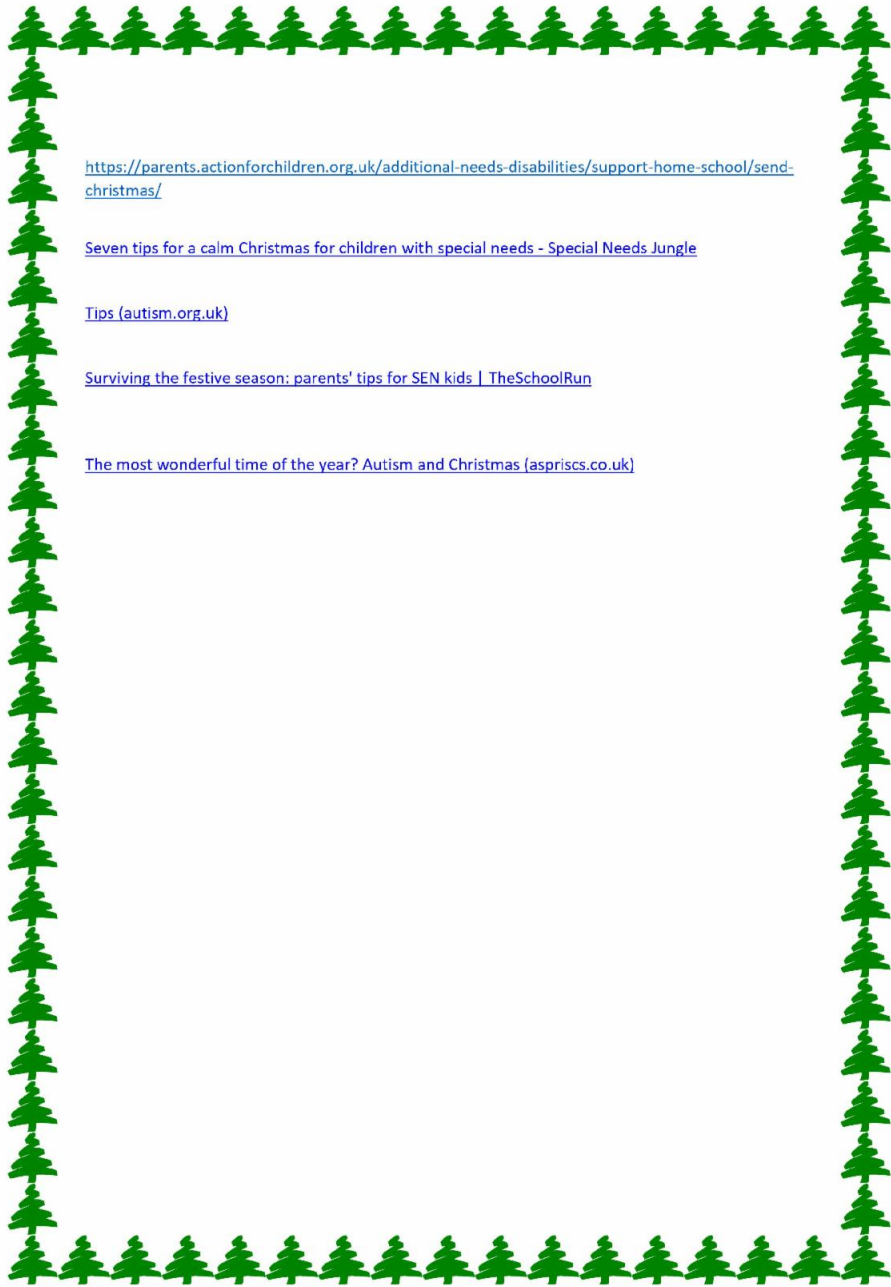 https://parents.actionforchildren.org.uk/additional-needs-disabilities/support-home-school/send-
christmas/
Seven tips for a calm Christmas for children with special needs - Special Needs Jungle
Tips (autism.org.uk)
Surviving the festive season: parents' tips for SEN kids | TheSchoolRun
The most wonderful time of the year? Autism and Christmas (aspriscs.co.uk)